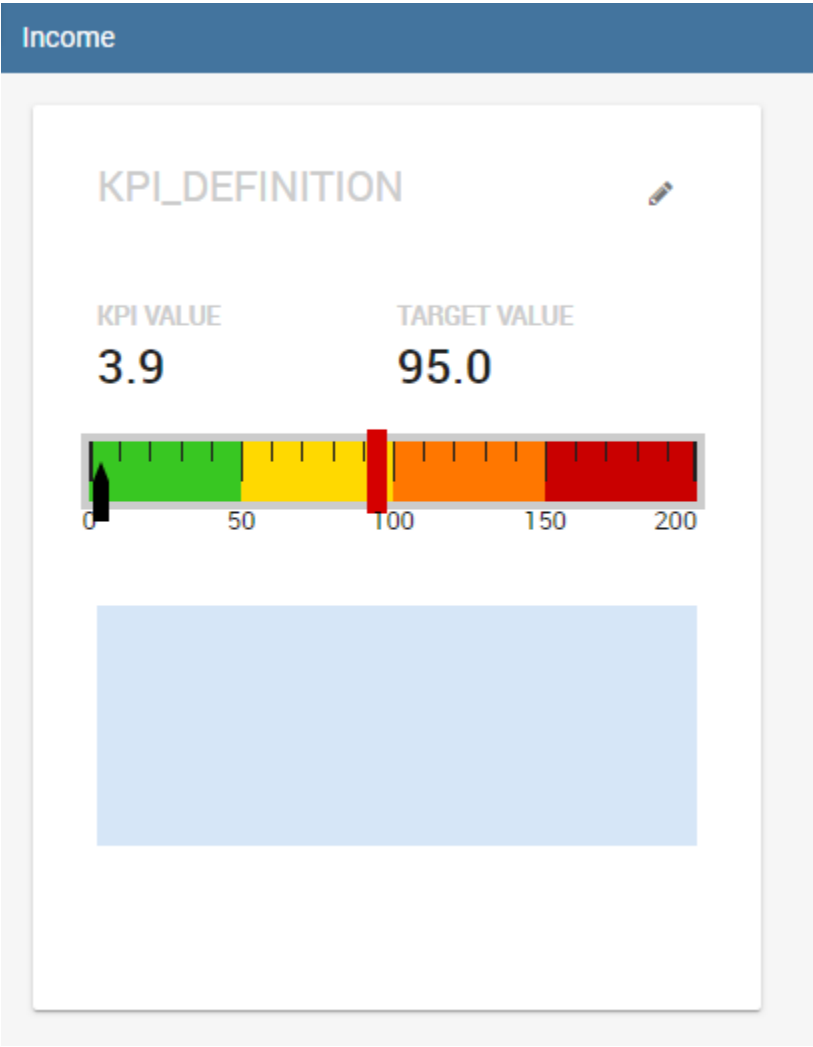 Income
KPI_DEFINITION
KPI VALUE TARGET VALUE
3.9 95.0
0 50 100 150 200